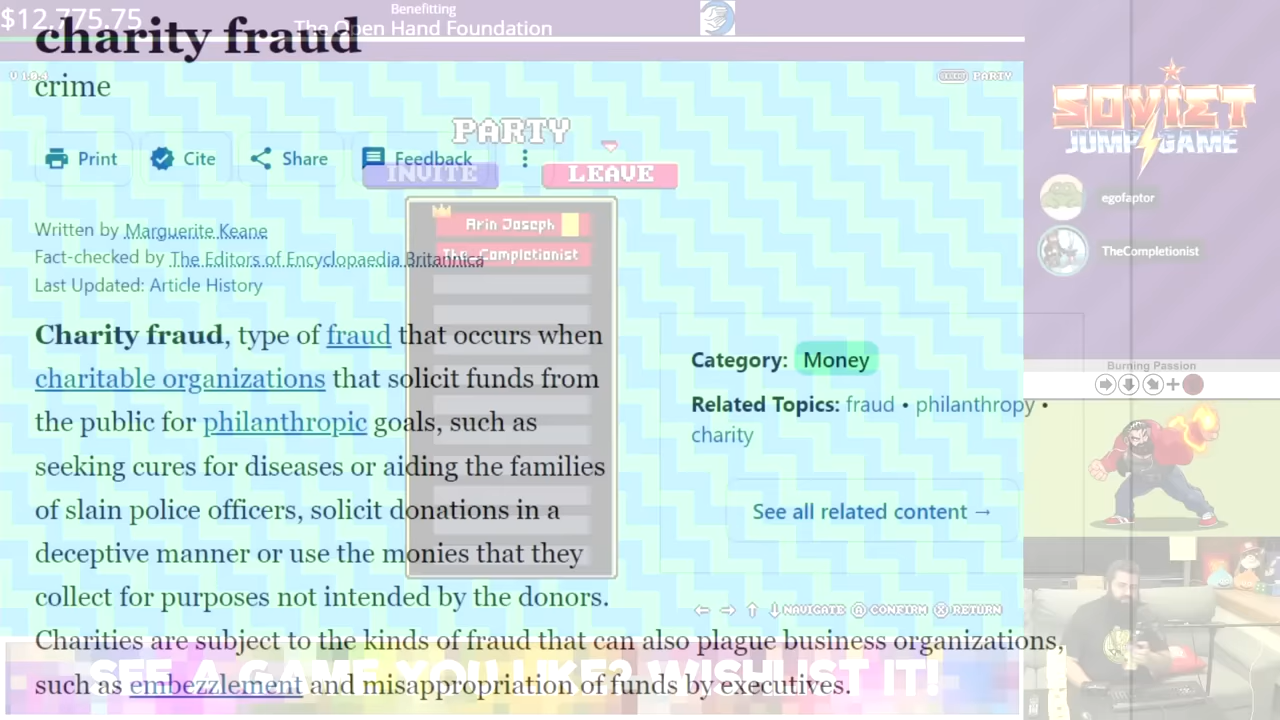 $12,775.75
Benefitting
The Open Hand Foundation
charity fraud
crime
V 1.0.4
PARTY
PARTY
Print
Cite
Share
Feedback
INVITE
LEAVE
SOVIET
JUMP GAME
egofaptor
TheCompletionist
Arin Joseph
The_Completionist
Written by Marguerite Keane
Fact-checked by The Editors of Encyclopaedia Britannica
Last Updated: Article History
Charity fraud, type of fraud that occurs when
charitable organizations that solicit funds from
the public for philanthropic goals, such as
seeking cures for diseases or aiding the families
of slain police officers, solicit donations in a
deceptive manner or use the monies that they
collect for purposes not intended by the donors.
Charities are subject to the kinds of fraud that can also plague business organizations,
such as embezzlement and misappropriation of funds by executives.
Category: Money
Related Topics: fraud • philanthropy •
charity
See all related content →
Burning Passion
NAVIGATE A CONFIRM X RETURN
SEE A GAME YOU LIKE? WISHLIST IT!